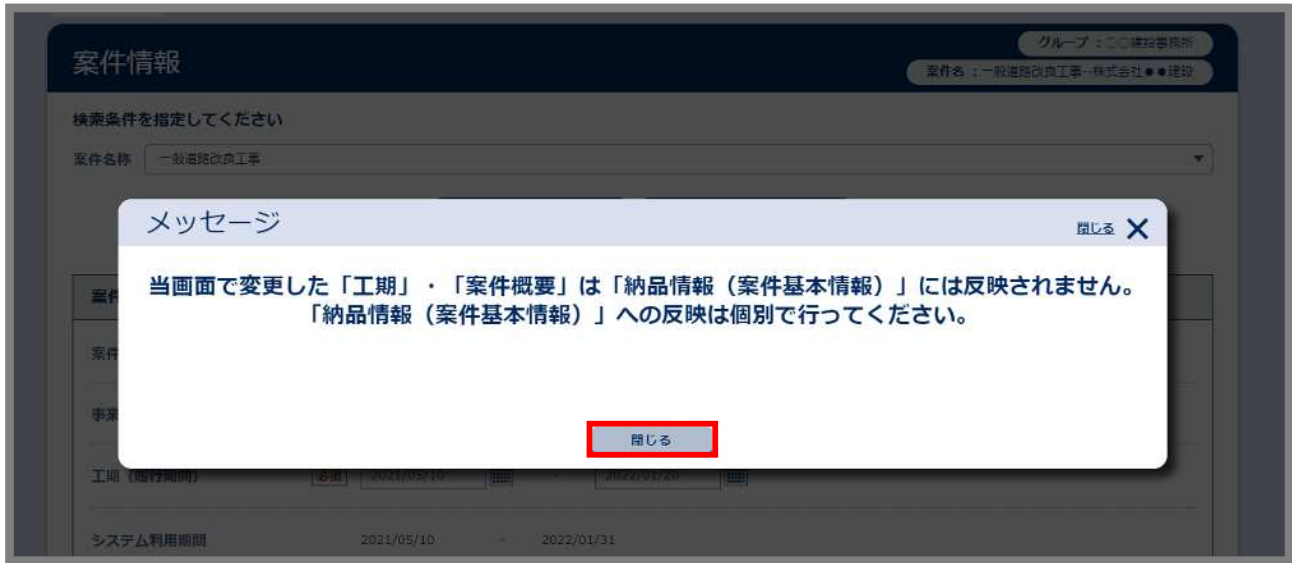 案件情報
グループ：○○建設事務所
案件名：一般道路改良工事--株式会社●●建設
検索条件を指定してください
案件名称 一般道路改良工事
メッセージ
閉じる
当画面で変更した「工期」・「案件概要」は「納品情報（案件基本情報）」には反映されません。
「納品情報（案件基本情報）」への反映は個別で行ってください。
案件
案件
事業
閉じる
工期（履行期間） 必須 2021/05/10 - 2022/01/20
システム利用期間 2021/05/10 - 2022/01/31